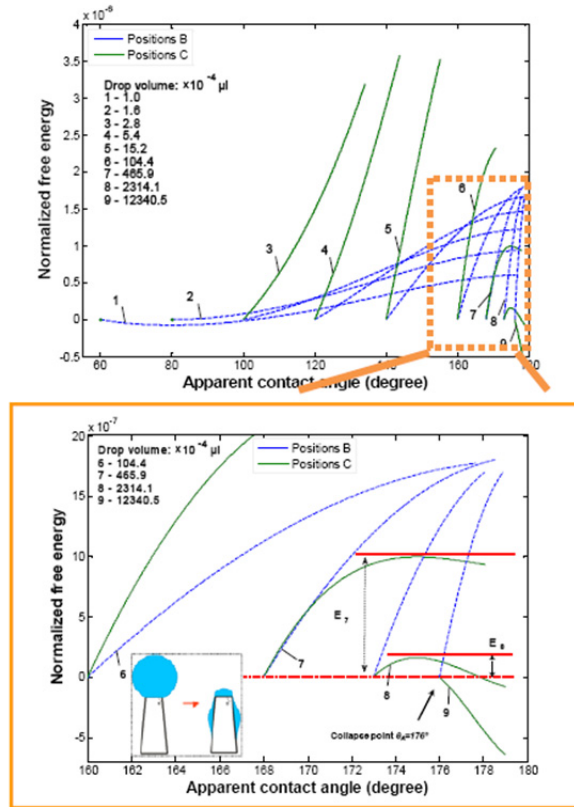 × 10⁻⁶
4
3.5
3
2.5
2
1.5
1
0.5
0
-0.5
Normalized free energy
Positions B
Positions C
Drop volume: ×10⁻⁴ μl
1 - 1.0
2 - 1.6
3 - 2.8
4 - 5.4
5 - 15.2
6 - 104.4
7 - 465.9
8 - 2314.1
9 - 12340.5
1
2
3
4
5
6
7
8
9
60 80 100 120 140 160 180
Apparent contact angle (degree)
× 10⁻⁷
20
15
10
5
0
-5
Normalized free energy
Drop volume: ×10⁻⁴ μl
6 - 104.4
7 - 465.9
8 - 2314.1
9 - 12340.5
Positions B
Positions C
E₇
6
7
8
9
Collapse point θ =176°
160 162 164 166 168 170 172 174 176 178 180
Apparent contact angle (degree)